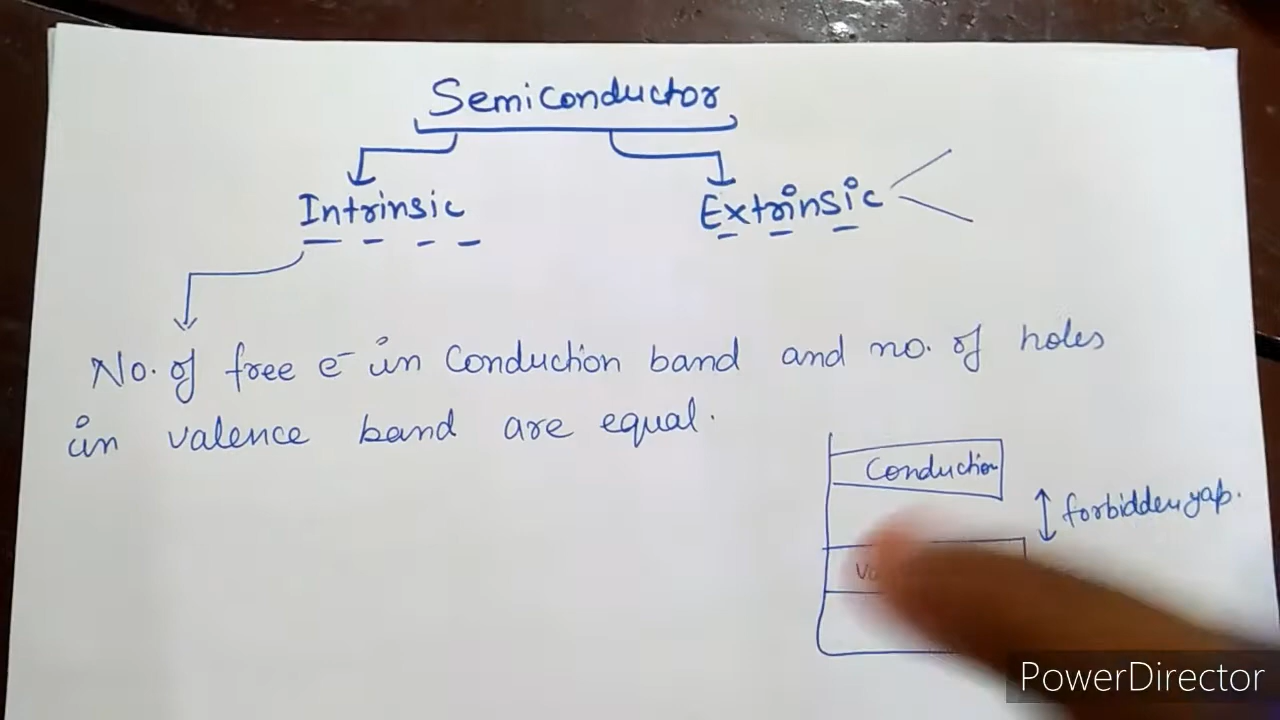 Semiconductor
Intrinsic
Extrinsic
No. of free e⁻ in Conduction band and no. of holes
in valence band are equal.
Conduction
forbidden gap.
PowerDirector